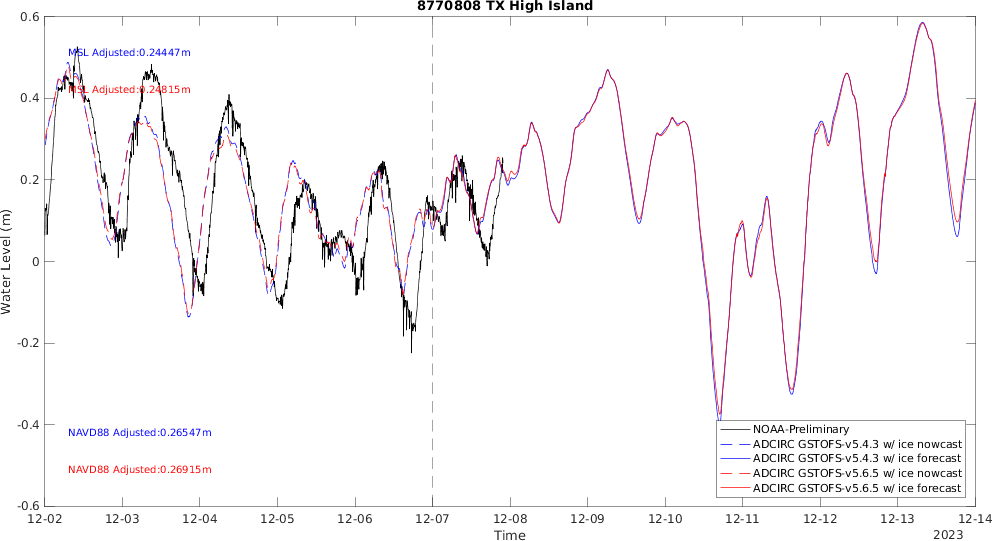 8770808 TX High Island
0.6
0.4
0.2
0
-0.2
-0.4
-0.6
Water Level (m)
MSL Adjusted:0.24447m
MSL Adjusted:0.24815m
NAVD88 Adjusted:0.26547m
NAVD88 Adjusted:0.26915m
NOAA-Preliminary
ADCIRC GSTOFS-v5.4.3 w/ ice nowcast
ADCIRC GSTOFS-v5.4.3 w/ ice forecast
ADCIRC GSTOFS-v5.6.5 w/ ice nowcast
ADCIRC GSTOFS-v5.6.5 w/ ice forecast
12-02 12-03 12-04 12-05 12-06 12-07 12-08 12-09 12-10 12-11 12-12 12-13 12-14
Time
2023